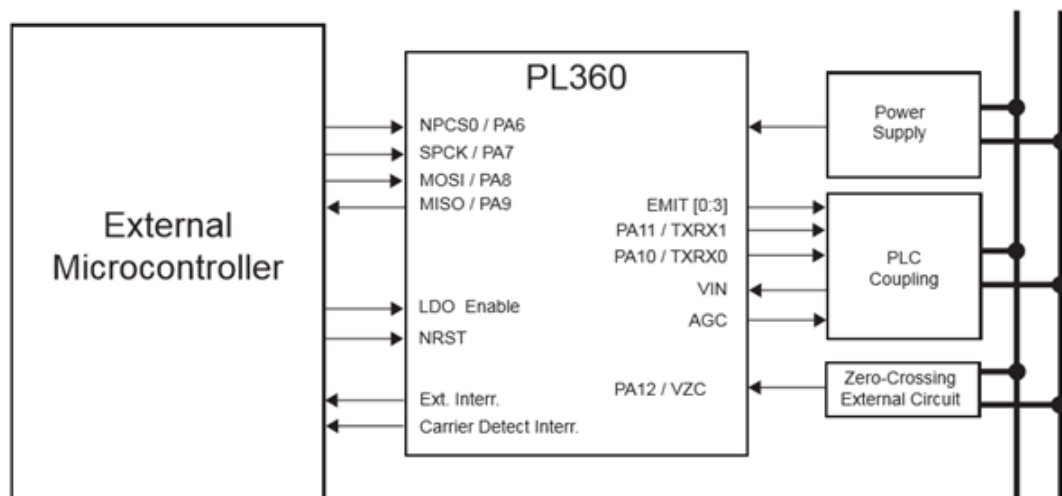 External
Microcontroller
PL360
NPCS0 / PA6
SPCK / PA7
MOSI / PA8
MISO / PA9
LDO Enable
NRST
Ext. Interr.
Carrier Detect Interr.
EMIT [0:3]
PA11 / TXRX1
PA10 / TXRX0
VIN
AGC
PA12 / VZC
Power
Supply
PLC
Coupling
Zero-Crossing
External Circuit